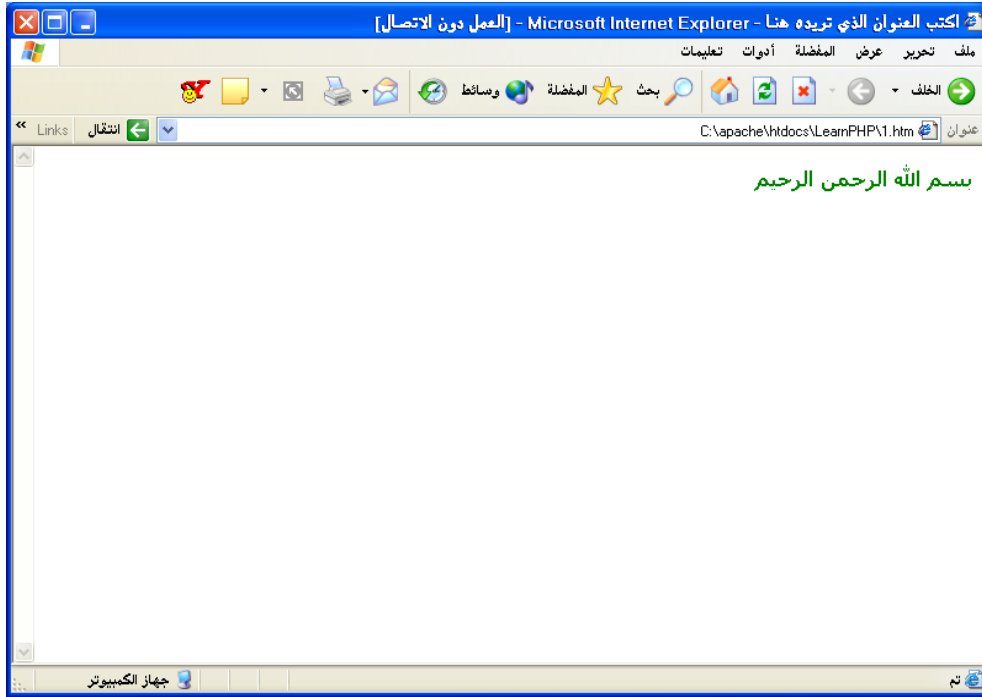 اكتب العنوان الذي تريده هنا - Microsoft Internet Explorer - [العمل دون الاتصال]
ملف تحرير عرض المفضلة أدوات تعليمات
الخلف بحث المفضلة وسائط
عنوان C:\apache\htdocs\LearnPHP\1.htm انتقال Links »
بسم الله الرحمن الرحيم
تم جهاز الكمبيوتر